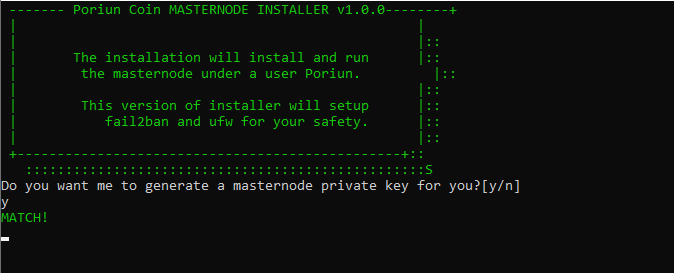 ------- Poriun Coin MASTERNODE INSTALLER v1.0.0--------+
| |
| |::
| The installation will install and run |::
| the masternode under a user Poriun. |::
| |::
| This version of installer will setup |::
| fail2ban and ufw for your safety. |::
| |::
+------------------------------------------------+::
::::::::::::::::::::::::::::::::::::::::::::::::::S
Do you want me to generate a masternode private key for you?[y/n]
y
MATCH!